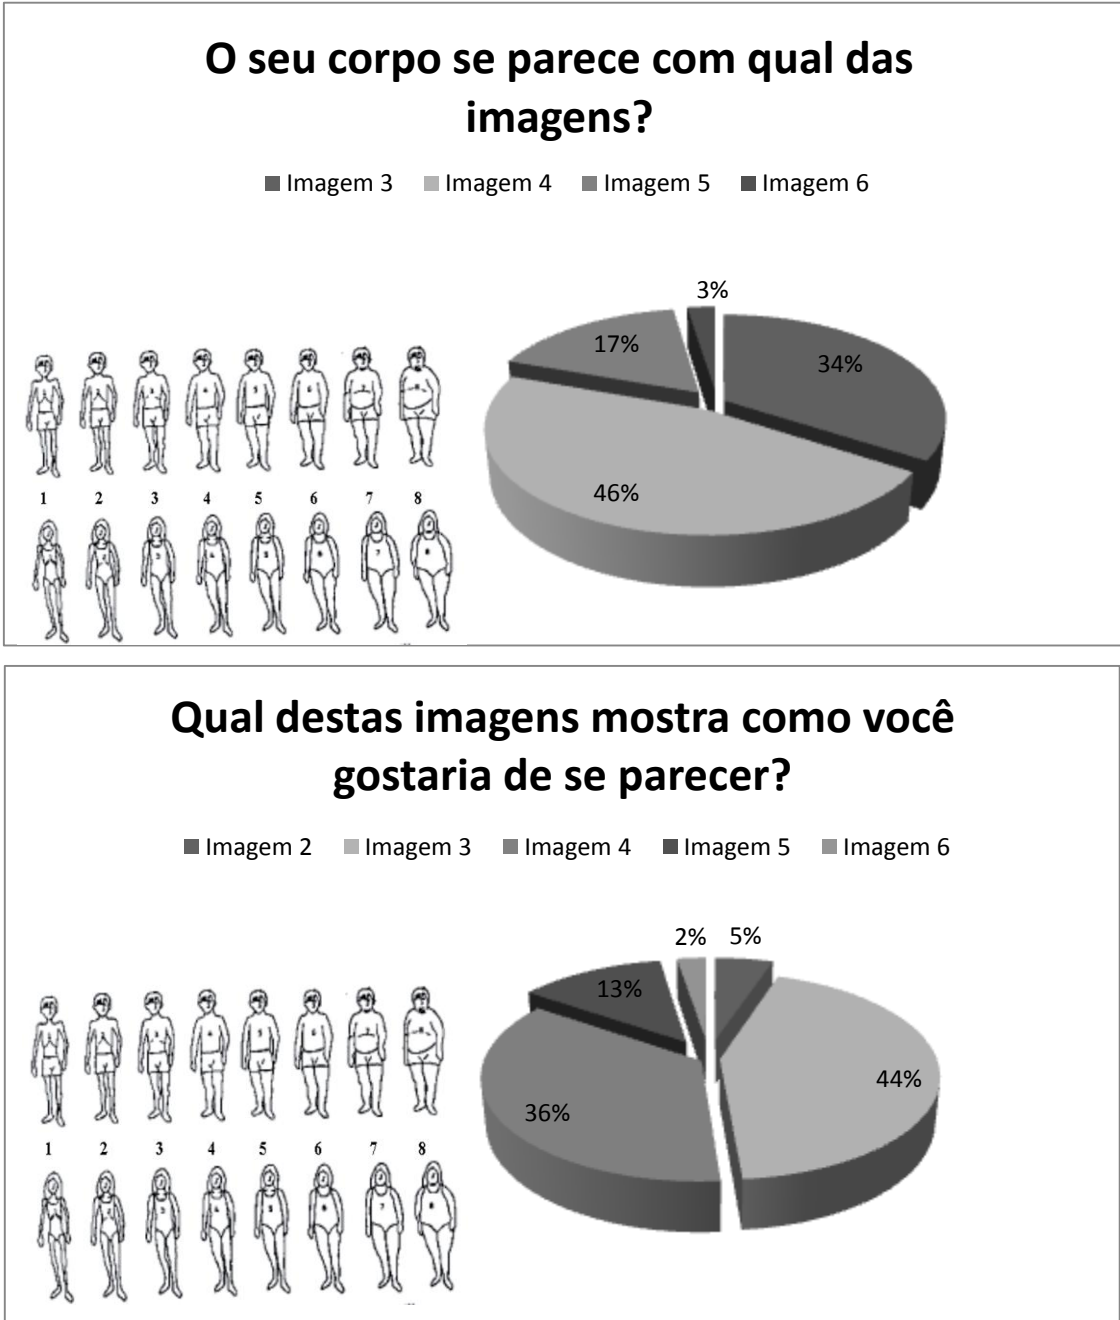 O seu corpo se parece com qual das
imagens?
Imagem 3 Imagem 4 Imagem 5 Imagem 6
3%
17%
34%
46%
1 2 3 4 5 6 7 8
Qual destas imagens mostra como você
gostaria de se parecer?
Imagem 2 Imagem 3 Imagem 4 Imagem 5 Imagem 6
2% 5%
13%
44%
36%
1 2 3 4 5 6 7 8